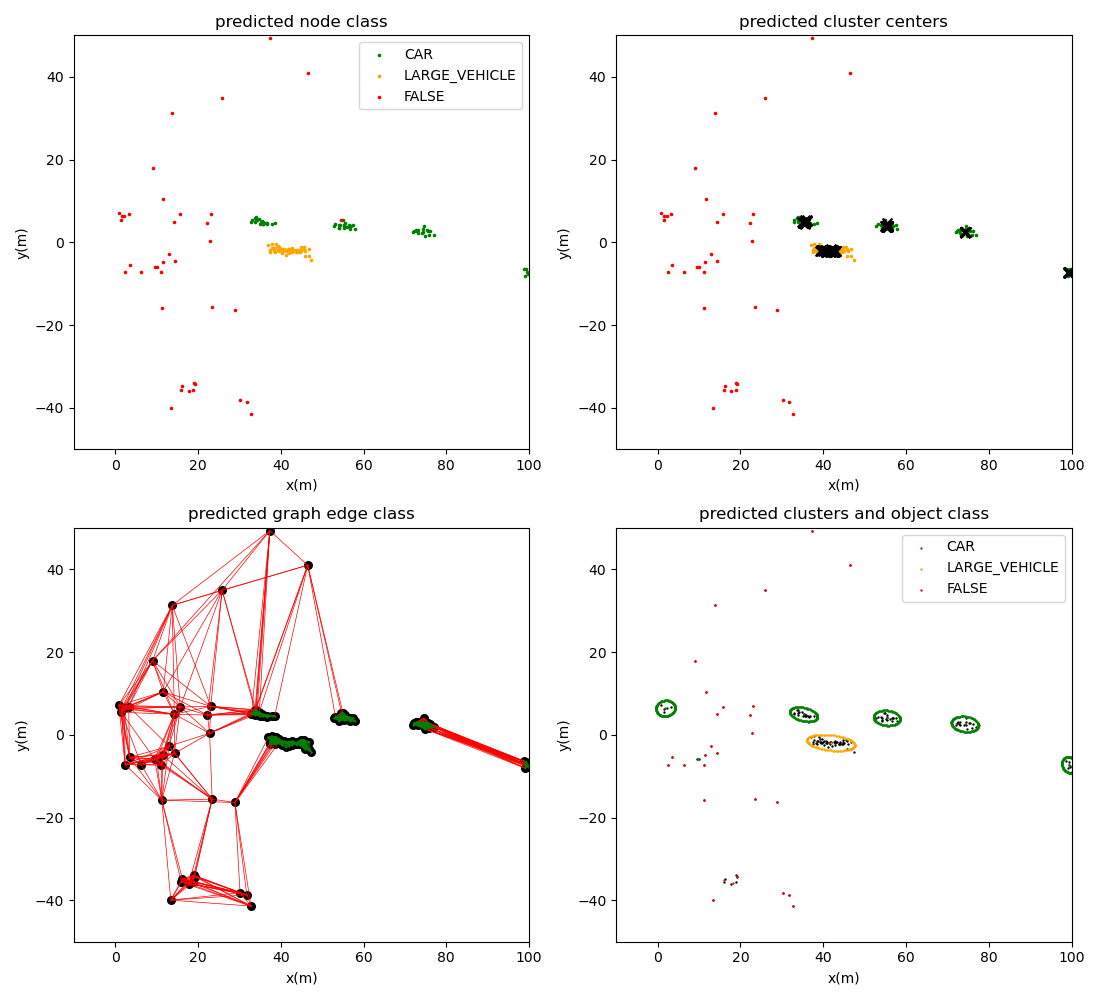 predicted node class
CAR
LARGE_VEHICLE
FALSE
40
20
0
−20
−40
y(m)
0 20 40 60 80 100
x(m)
predicted cluster centers
40
20
0
−20
−40
y(m)
0 20 40 60 80 100
x(m)
predicted graph edge class
40
20
0
−20
−40
y(m)
0 20 40 60 80 100
x(m)
predicted clusters and object class
CAR
LARGE_VEHICLE
FALSE
40
20
0
−20
−40
y(m)
0 20 40 60 80 100
x(m)